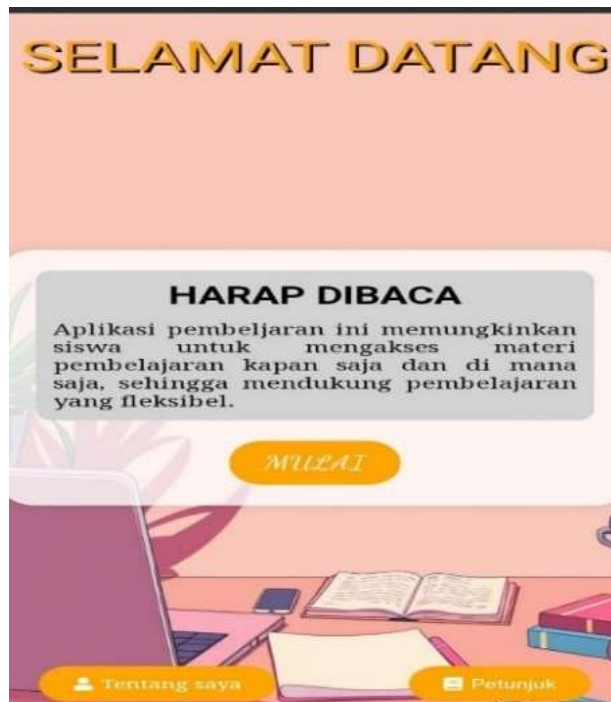 SELAMAT DATANG
HARAP DIBACA
Aplikasi pembeljaran ini memungkinkan
siswa untuk mengakses materi
pembelajaran kapan saja dan di mana
saja, sehingga mendukung pembelajaran
yang fleksibel.
MULAI
Tentang saya
Petunjuk